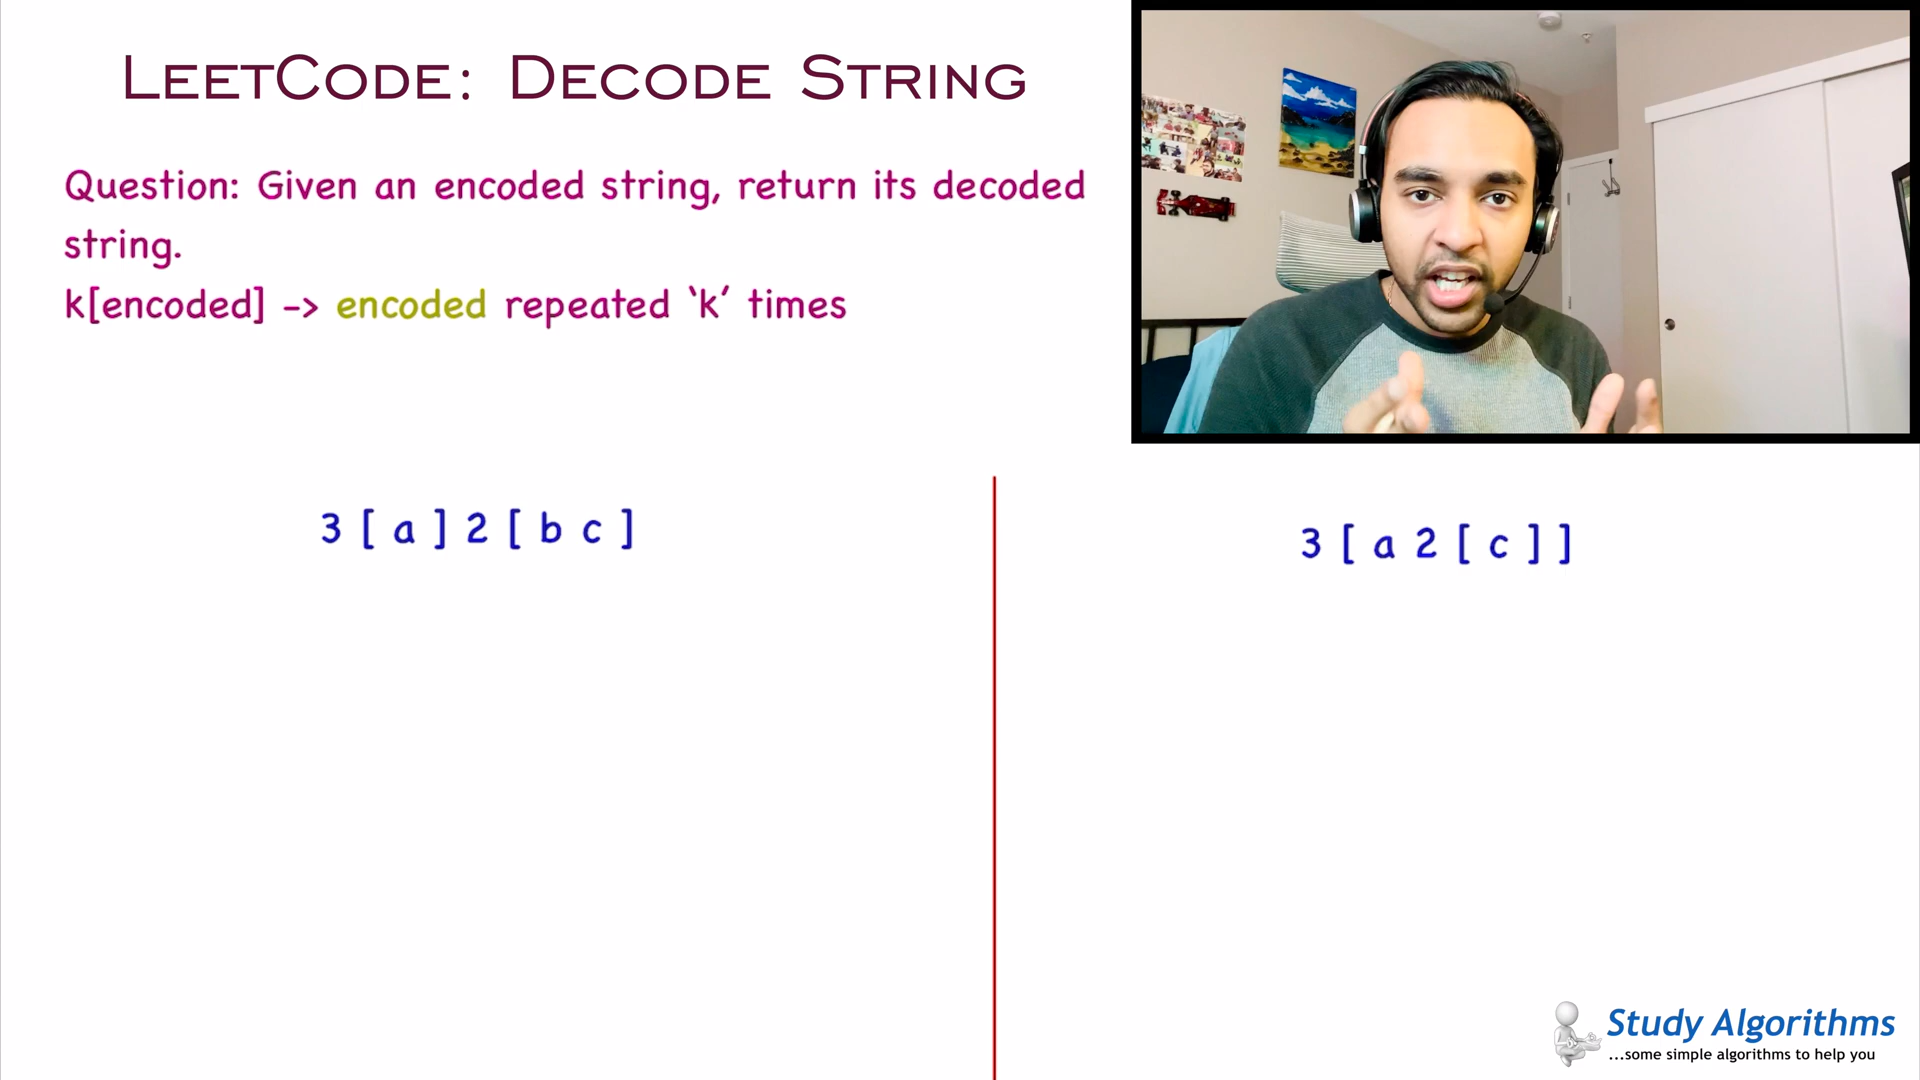 LEETCODE: DECODE STRING
Question: Given an encoded string, return its decoded
string.
k[encoded] -> encoded repeated ‘k’ times
3 [ a ] 2 [ b c ]
3 [ a 2 [ c ] ]
Study Algorithms
...some simple algorithms to help you